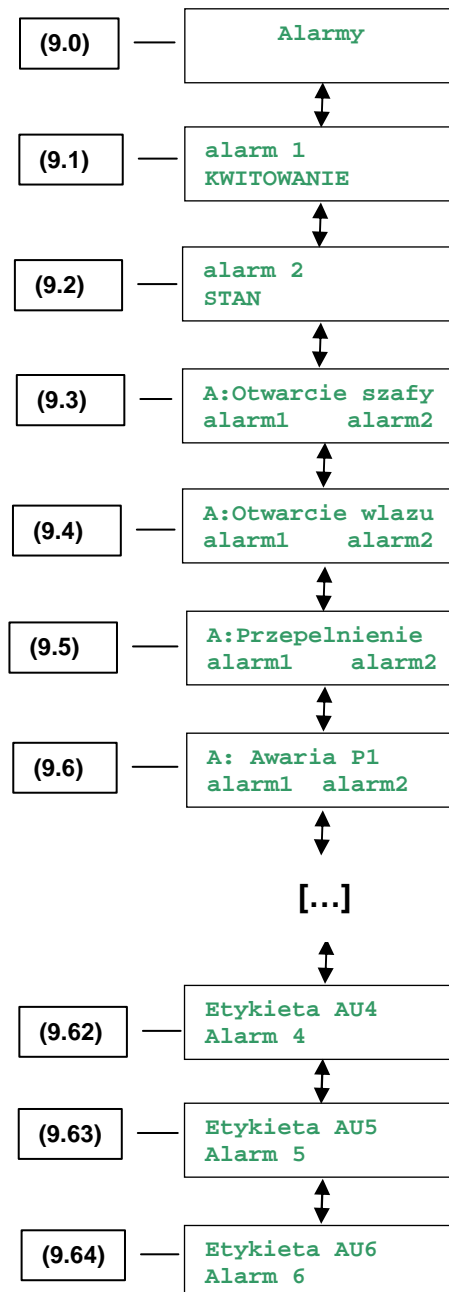 (9.0)
Alarmy
(9.1)
alarm 1
KWITOWANIE
(9.2)
alarm 2
STAN
(9.3)
A:Otwarcie szafy
alarm1 alarm2
(9.4)
A:Otwarcie wlazu
alarm1 alarm2
(9.5)
A:Przepelnienie
alarm1 alarm2
(9.6)
A: Awaria P1
alarm1 alarm2
[...]
(9.62)
Etykieta AU4
Alarm 4
(9.63)
Etykieta AU5
Alarm 5
(9.64)
Etykieta AU6
Alarm 6